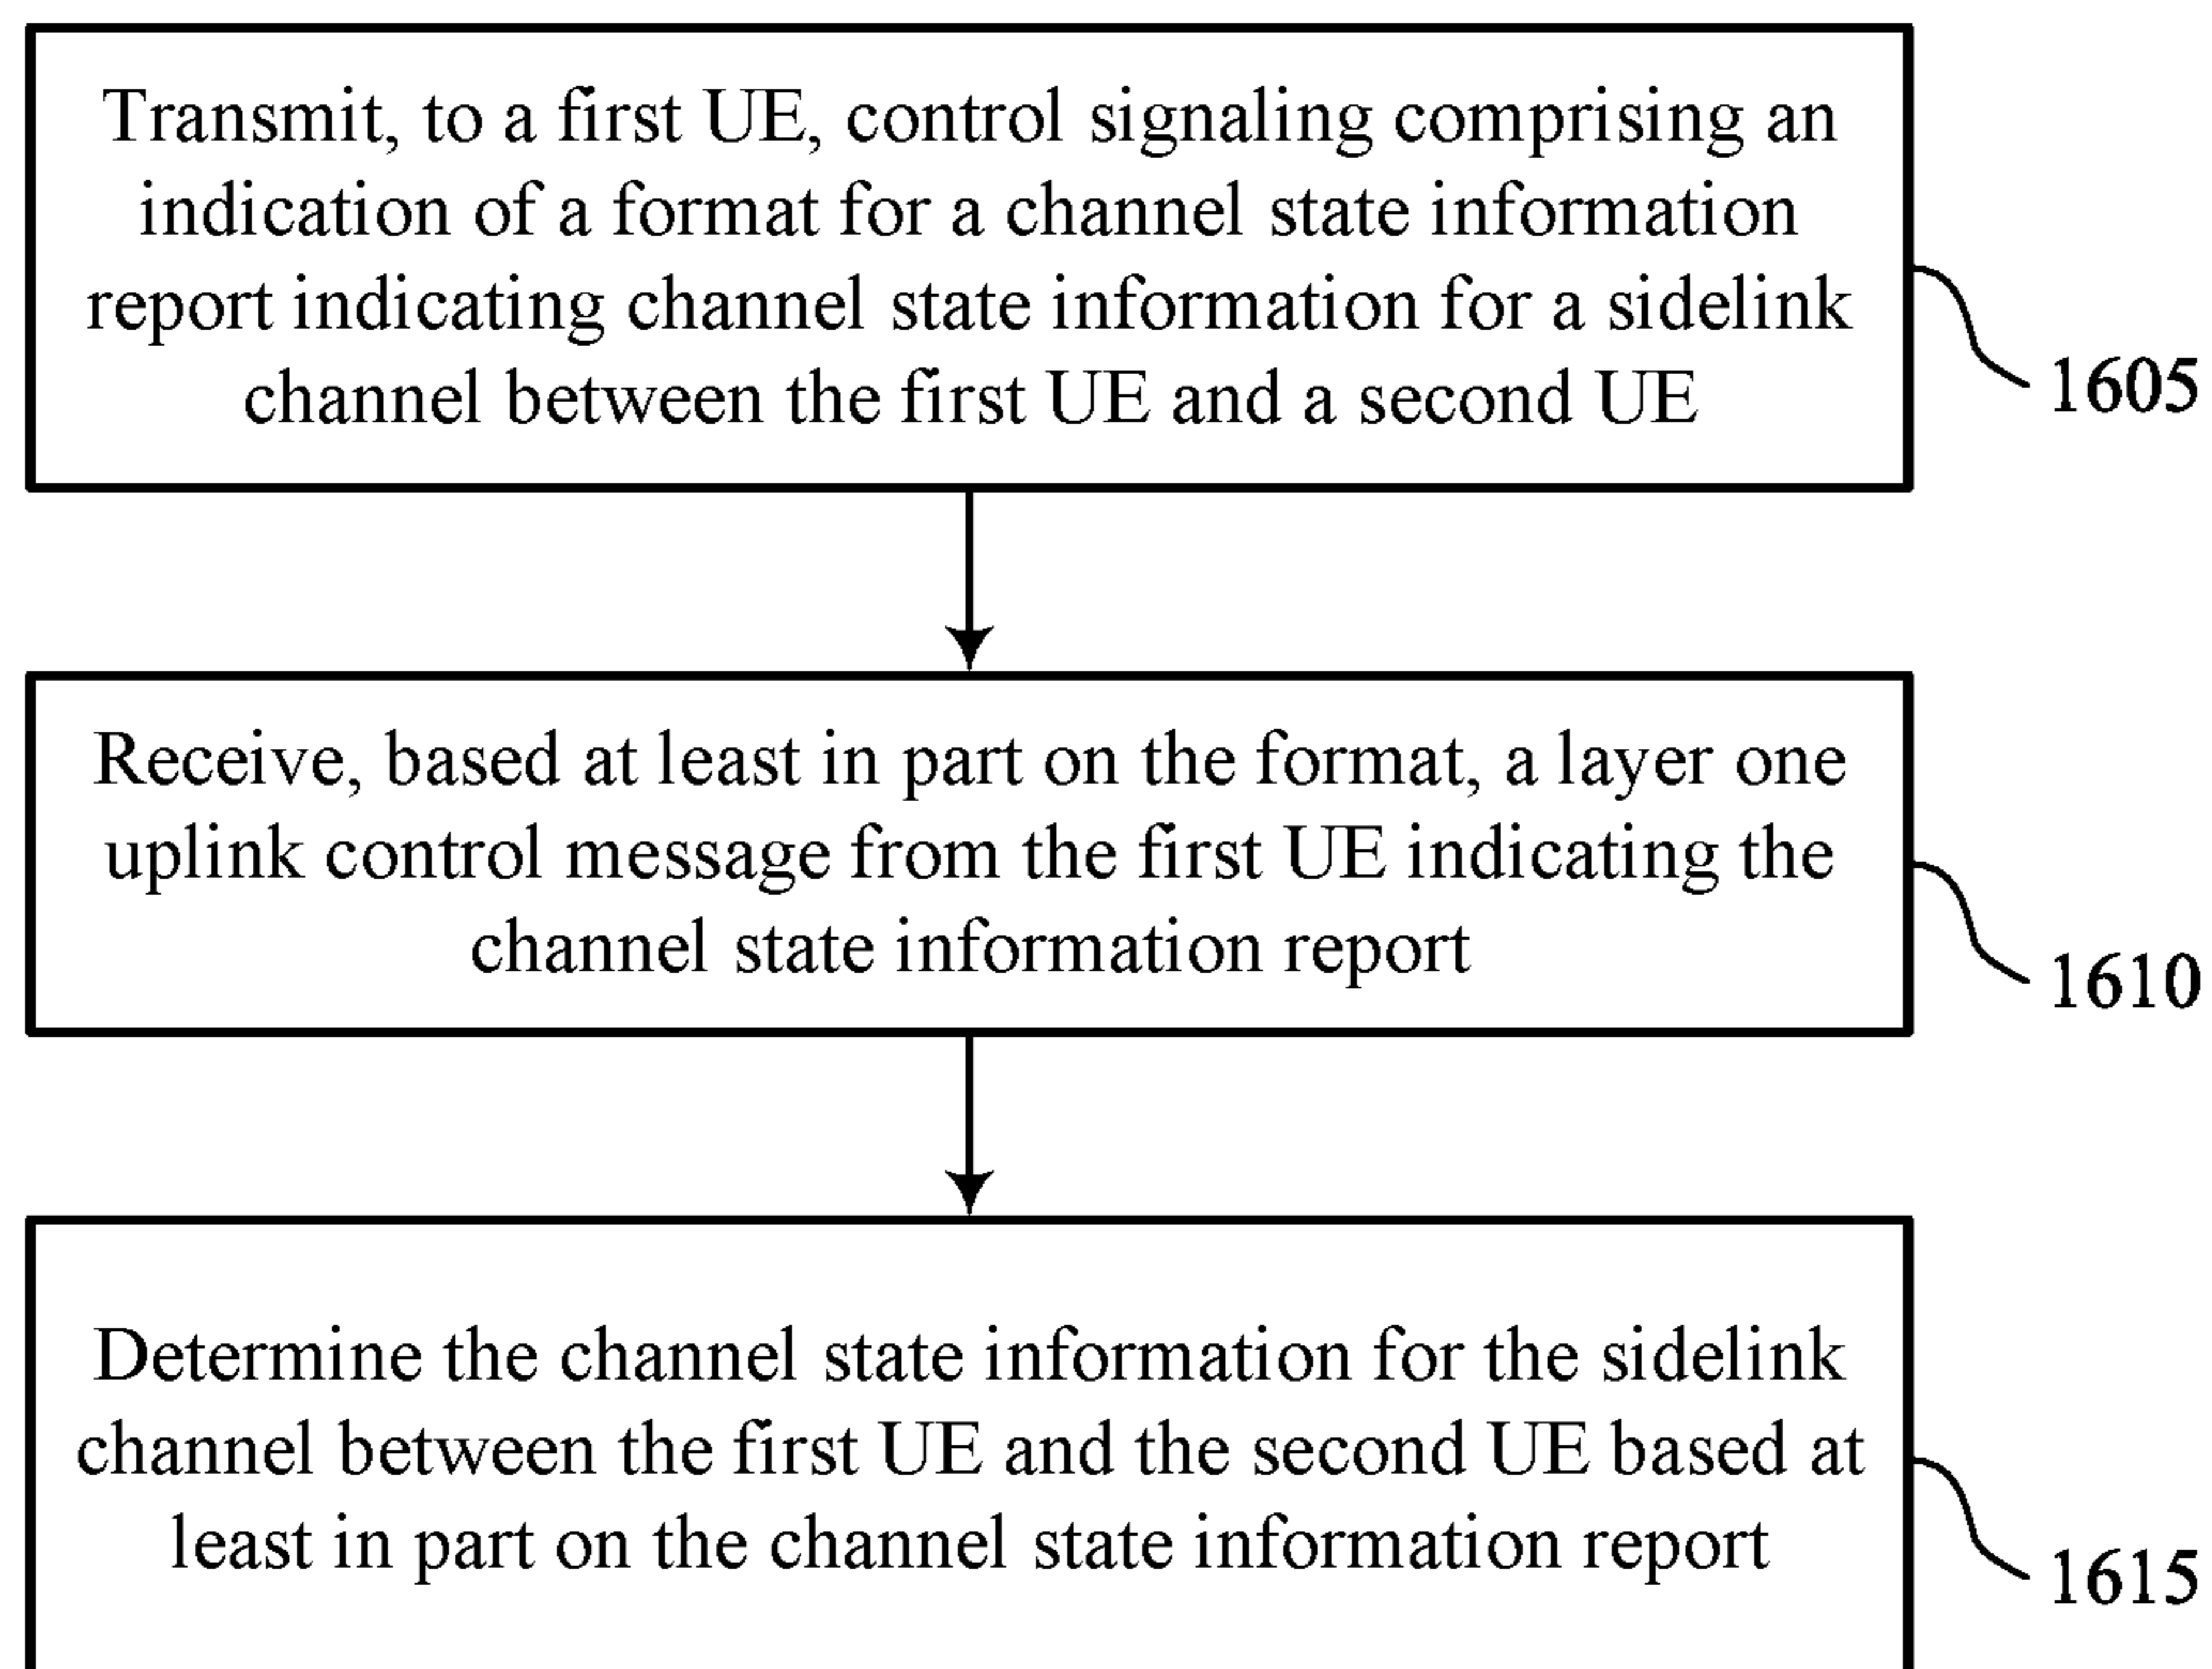 Transmit, to a first UE, control signaling comprising an
indication of a format for a channel state information
report indicating channel state information for a sidelink
channel between the first UE and a second UE
1605
Receive, based at least in part on the format, a layer one
uplink control message from the first UE indicating the
channel state information report
1610
Determine the channel state information for the sidelink
channel between the first UE and the second UE based at
least in part on the channel state information report
1615